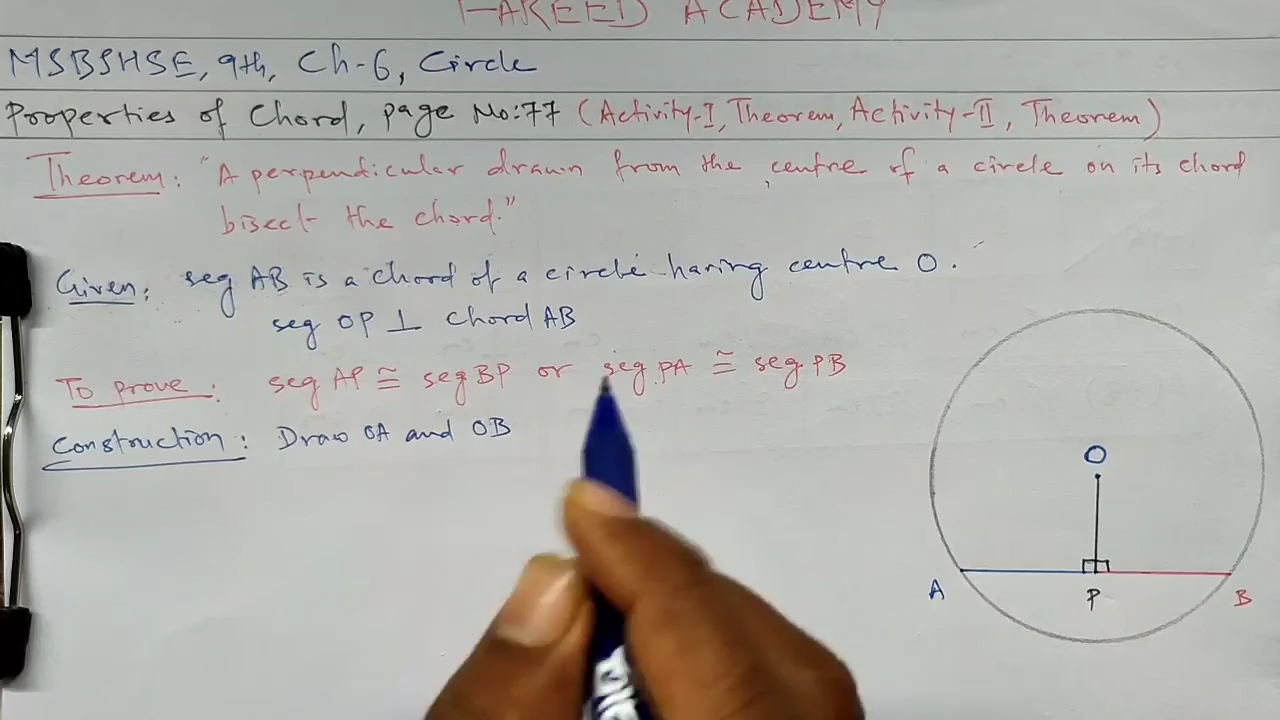 FAREED ACADEMY
MSBSHSE, 9th, Ch-6, Circle
Properties of Chord, page No:77 (Activity-I, Theorem, Activity-II, Theorem)
Theorem: "A perpendicular drawn from the centre of a circle on its chord
bisect the chord."
Given: seg AB is a chord of a circle having centre O.
seg OP ⊥ chord AB
To prove: seg AP ≅ seg BP or seg PA ≅ seg PB
Construction: Draw OA and OB
O
A
P
B